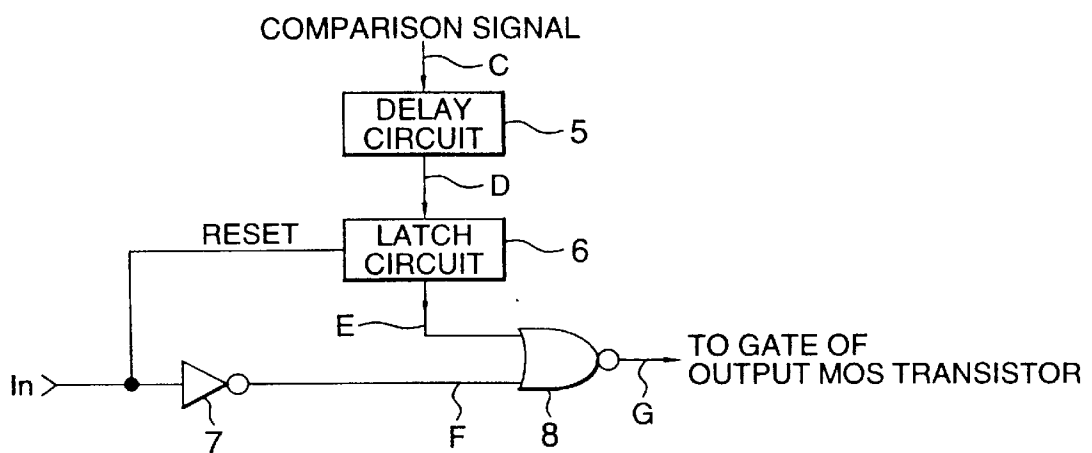 COMPARISON SIGNAL
C
DELAY
CIRCUIT
5
D
RESET
LATCH
CIRCUIT
6
E
TO GATE OF
OUTPUT MOS TRANSISTOR
In
7
F
8
G